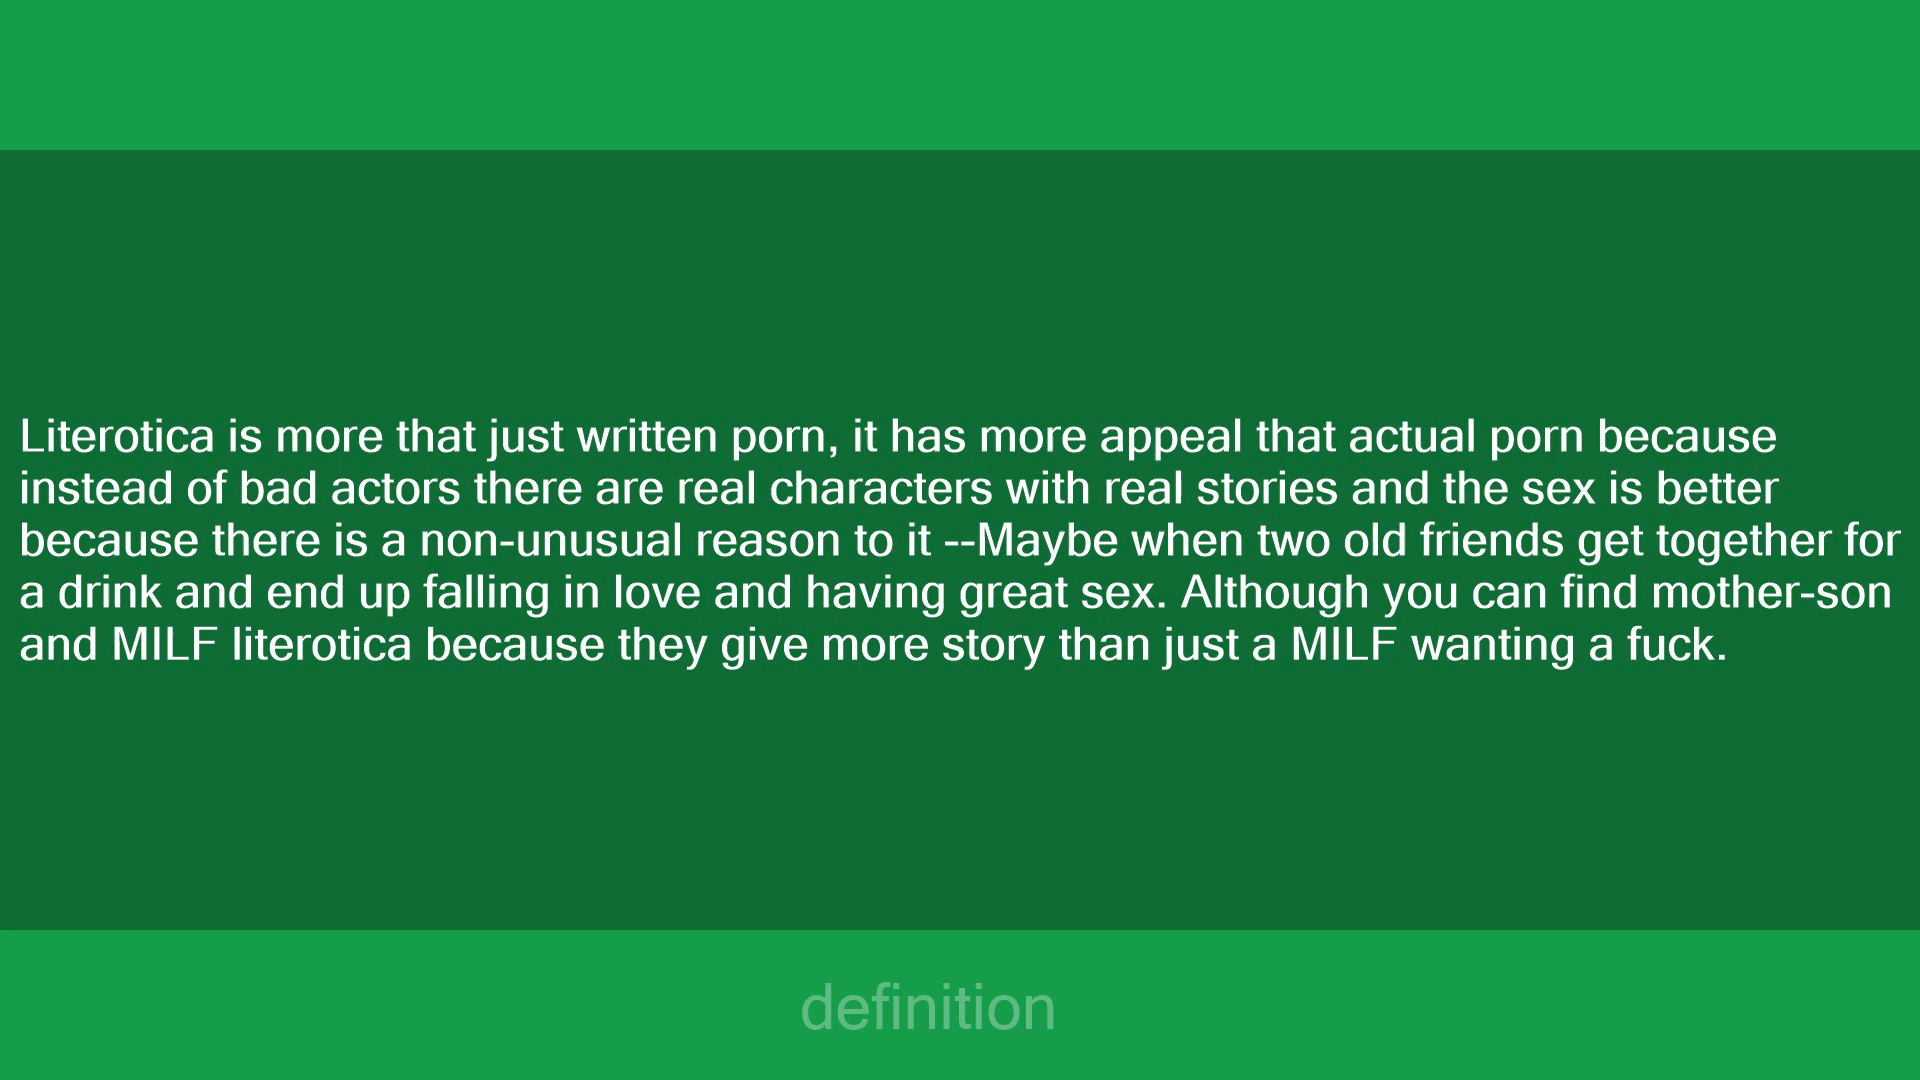 Literotica is more that just written porn, it has more appeal that actual porn because
instead of bad actors there are real characters with real stories and the sex is better
because there is a non-unusual reason to it --Maybe when two old friends get together for
a drink and end up falling in love and having great sex. Although you can find mother-son
and MILF literotica because they give more story than just a MILF wanting a fuck.
definition